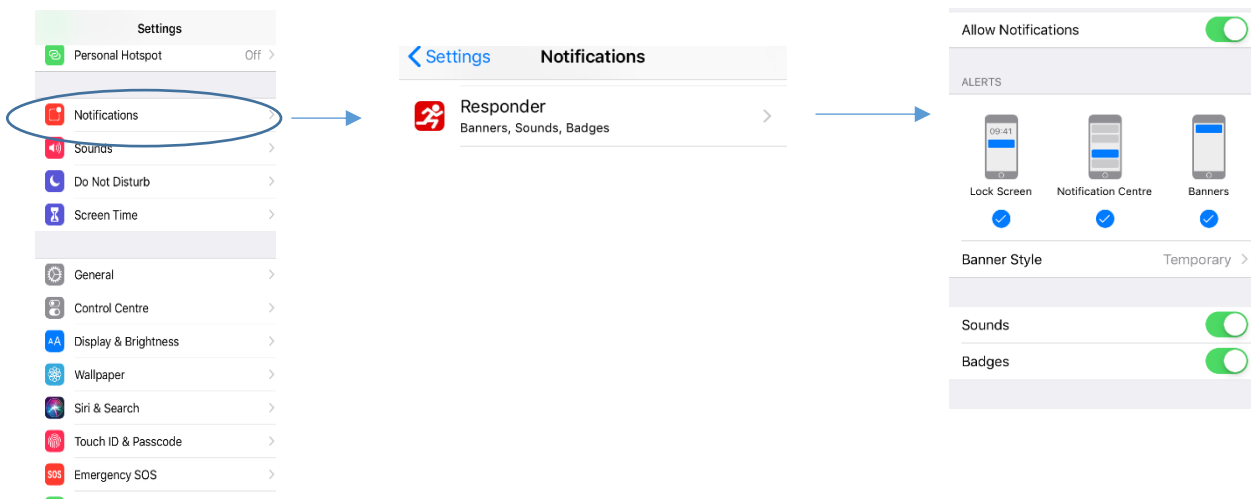 Settings
Personal Hotspot Off
Notifications
Sounds
Do Not Disturb
Screen Time
General
Control Centre
AA Display & Brightness
Wallpaper
Siri & Search
Touch ID & Passcode
SOS Emergency SOS
Settings Notifications
Responder
Banners, Sounds, Badges
Allow Notifications
ALERTS
09:41
Lock Screen Notification Centre Banners
Banner Style Temporary
Sounds
Badges